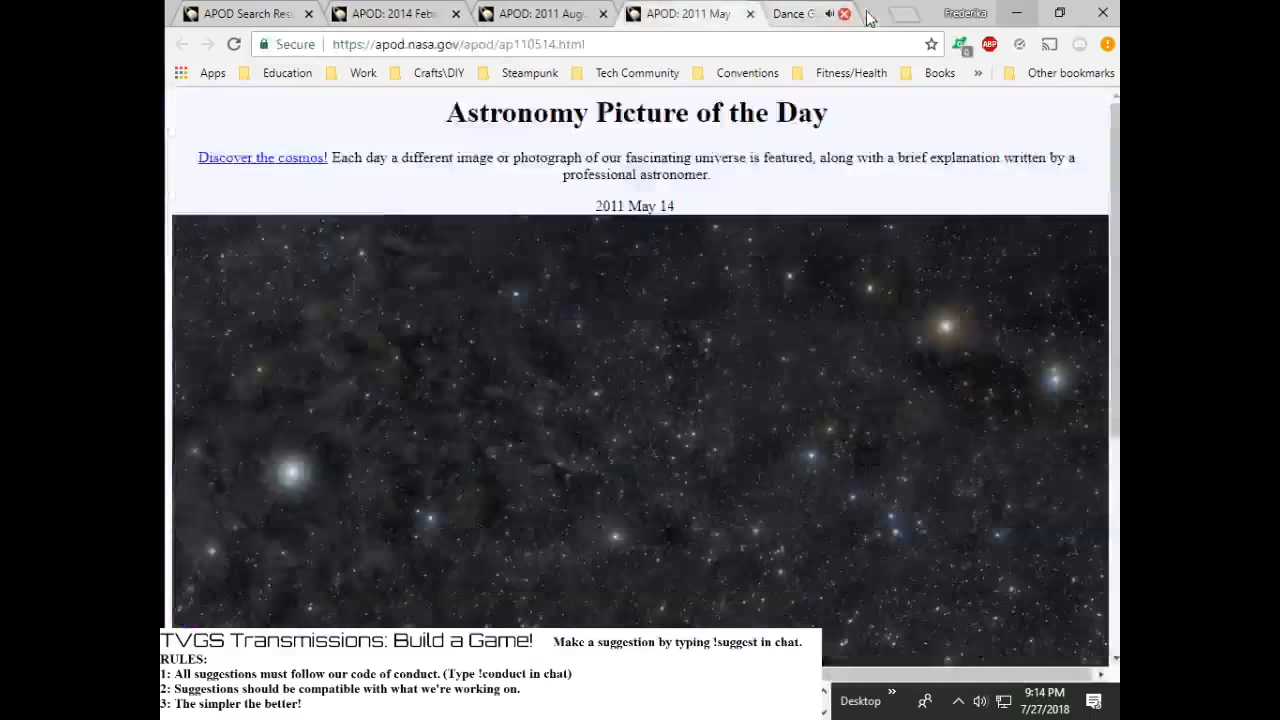 APOD Search Res
APOD: 2014 Feb
APOD: 2011 Aug
APOD: 2011 May
Dance G
Frederika
Secure
https://apod.nasa.gov/apod/ap110514.html
ABP
Apps Education Work Crafts\DIY Steampunk Tech Community Conventions Fitness/Health Books » Other bookmarks
Astronomy Picture of the Day
Discover the cosmos! Each day a different image or photograph of our fascinating universe is featured, along with a brief explanation written by a
professional astronomer.
2011 May 14
TVGS Transmissions: Build a Game! Make a suggestion by typing !suggest in chat.
RULES:
1: All suggestions must follow our code of conduct. (Type !conduct in chat)
2: Suggestions should be compatible with what we're working on.
3: The simpler the better!
Desktop »
9:14 PM
7/27/2018